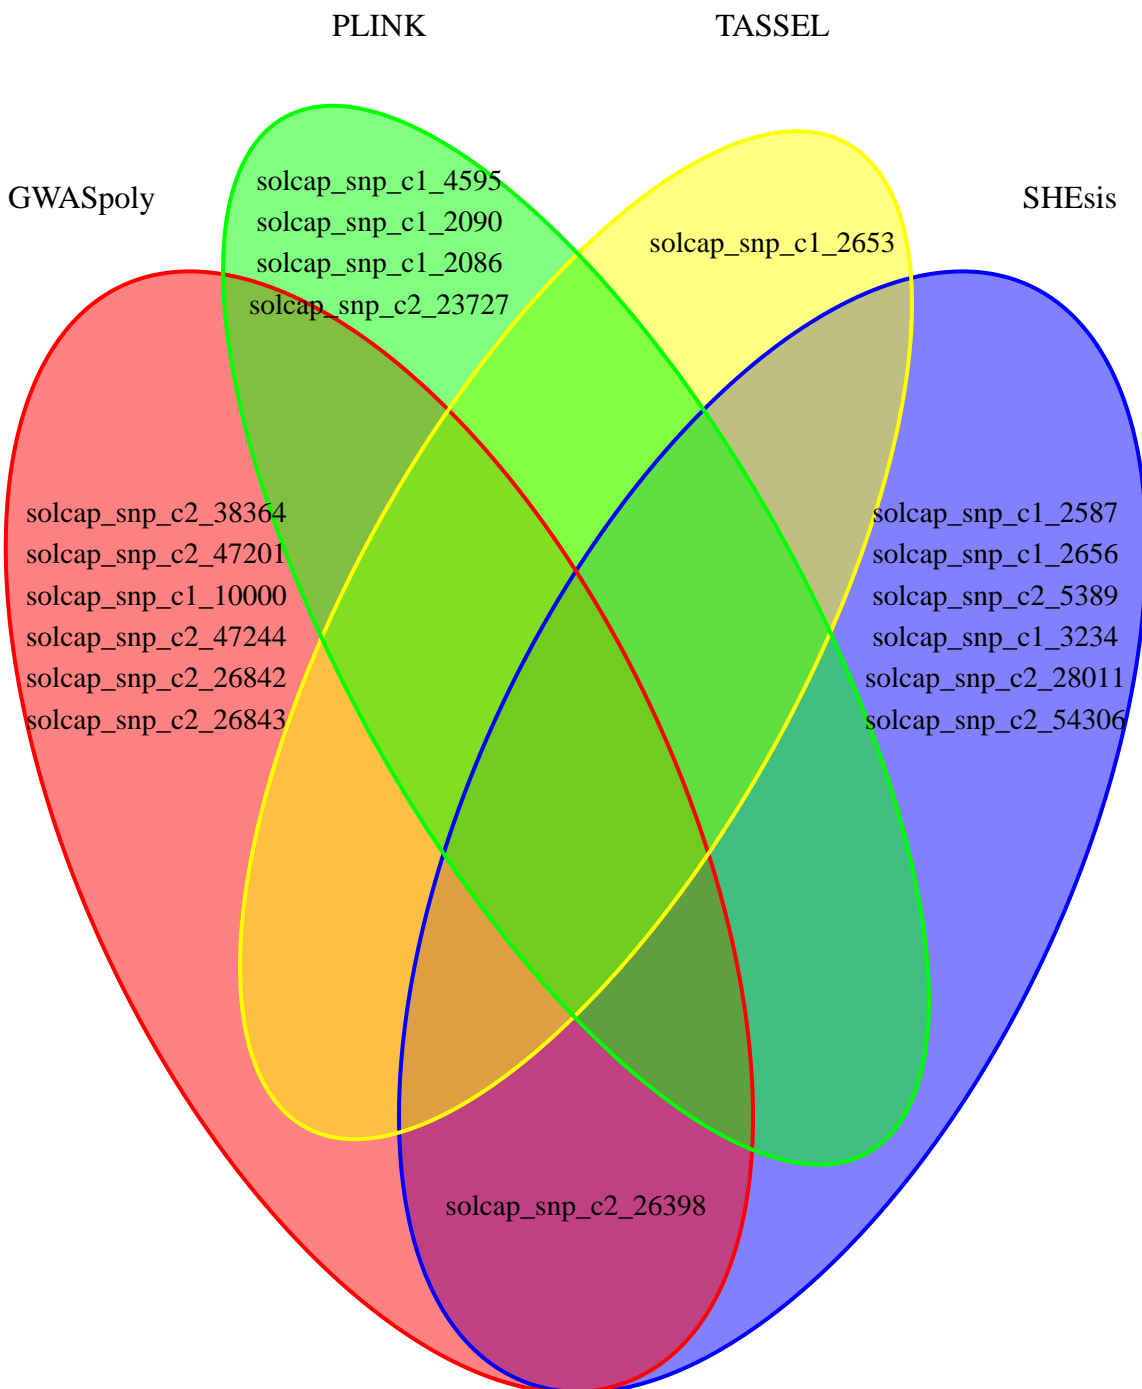 PLINK
TASSEL
GWASpoly
SHEsis
solcap_snp_c1_4595
solcap_snp_c1_2090
solcap_snp_c1_2086
solcap_snp_c2_23727
solcap_snp_c1_2653
solcap_snp_c2_38364
solcap_snp_c2_47201
solcap_snp_c1_10000
solcap_snp_c2_47244
solcap_snp_c2_26842
solcap_snp_c2_26843
solcap_snp_c1_2587
solcap_snp_c1_2656
solcap_snp_c2_5389
solcap_snp_c1_3234
solcap_snp_c2_28011
solcap_snp_c2_54306
solcap_snp_c2_26398